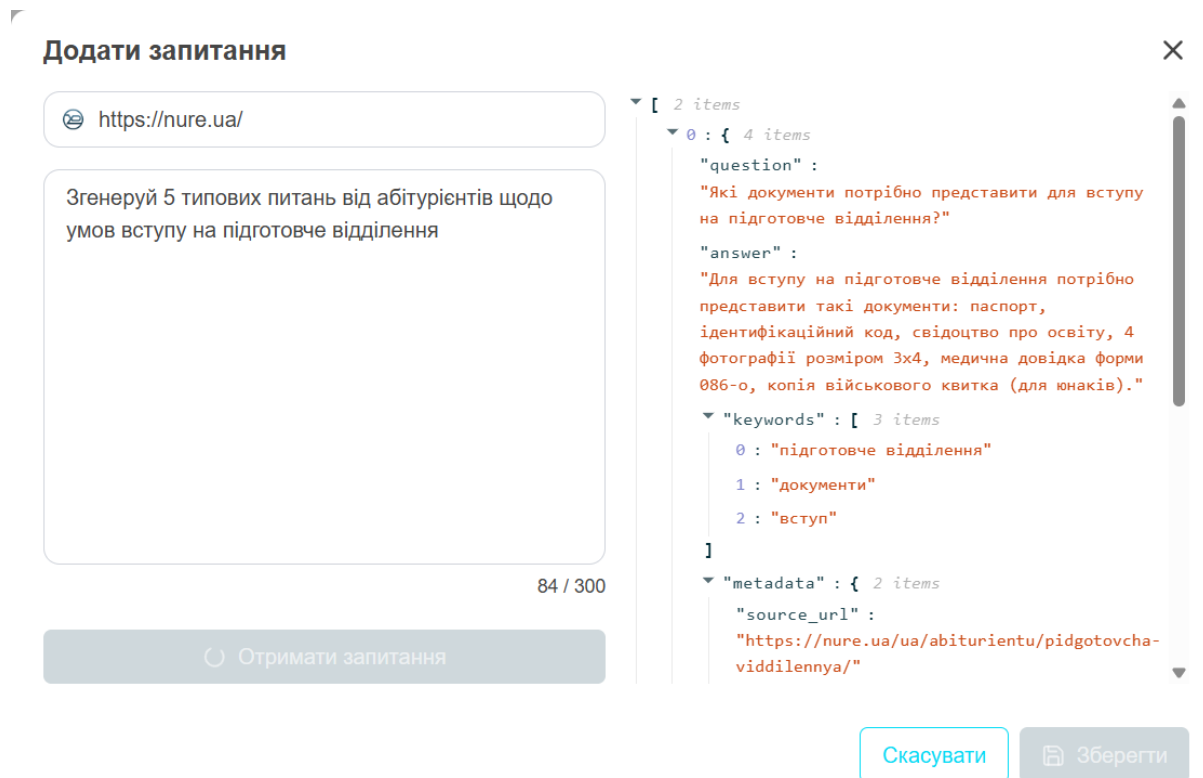 Додати запитання
https://nure.ua/
Згенеруй 5 типових питань від абітурієнтів щодо
умов вступу на підготовче відділення
84 / 300
Отримати запитання
[ 2 items
0 : { 4 items
"question" :
"Які документи потрібно представити для вступу
на підготовче відділення?"
"answer" :
"Для вступу на підготовче відділення потрібно
представити такі документи: паспорт,
ідентифікаційний код, свідоцтво про освіту, 4
фотографії розміром 3x4, медична довідка форми
086-о, копія військового квитка (для юнаків)."
"keywords" : [ 3 items
0 : "підготовче відділення"
1 : "документи"
2 : "вступ"
]
"metadata" : { 2 items
"source_url" :
"https://nure.ua/ua/abiturientu/pidgotovcha-
viddilennya/"
Скасувати
Зберегти